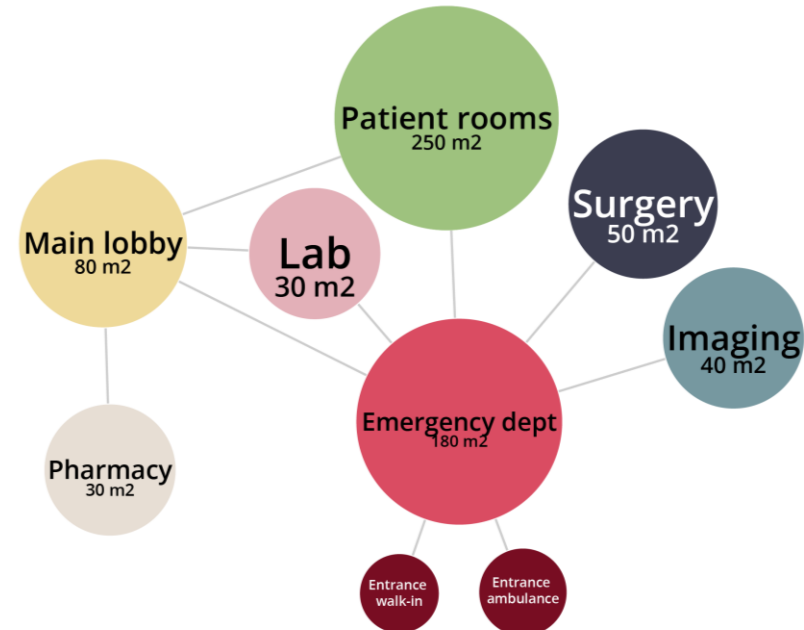 Patient rooms
250 m2
Surgery
50 m2
Main lobby
80 m2
Lab
30 m2
Imaging
40 m2
Emergency dept
180 m2
Pharmacy
30 m2
Entrance
walk-in
Entrance
ambulance